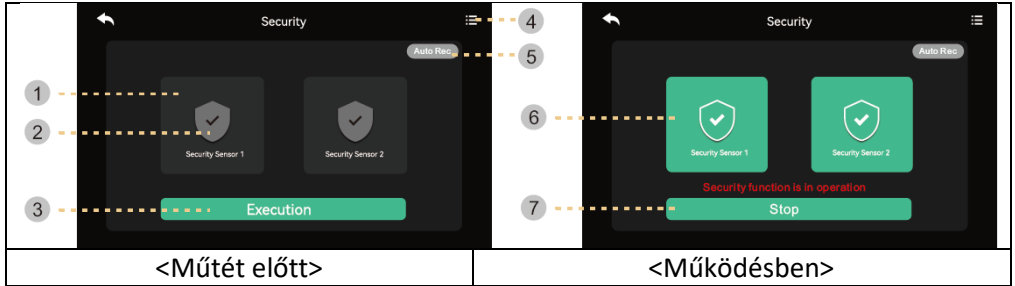 Security
4
Auto Rec
5
1
2
Security Sensor 1
Security Sensor 2
3
Execution
Security
Auto Rec
6
Security Sensor 1
Security Sensor 2
Security function is in operation
7
Stop
<Műtét előtt>
<Működésben>